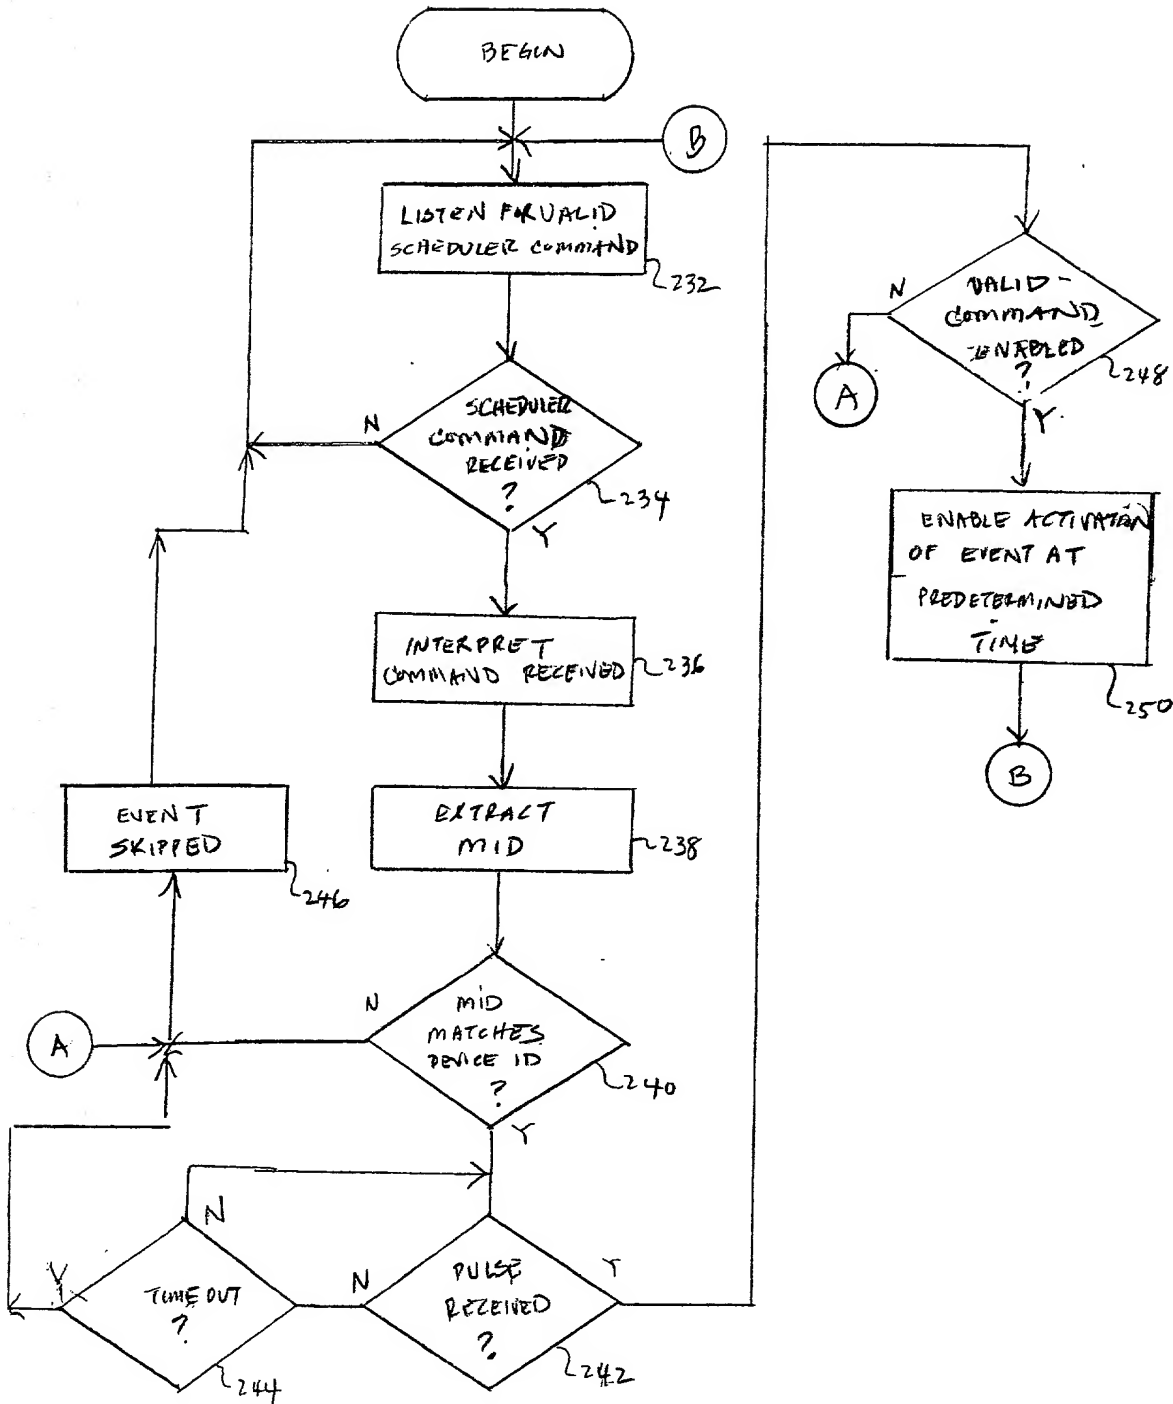 BEGIN
B
LISTEN FOR VALID
SCHEDULER COMMAND
232
N
SCHEDULER
COMMAND
RECEIVED
?
234
Y
INTERPRET
COMMAND RECEIVED
236
EXTRACT
MID
238
EVENT
SKIPPED
246
A
N
MID
MATCHES
DEVICE ID
?
240
Y
N
Y
TIME OUT
?
244
N
PULSE
RECEIVED
?
242
Y
N
VALID-
COMMAND
-ENABLED
?
248
A
Y
ENABLE ACTIVATION
OF EVENT AT
PREDETERMINED
TIME
250
B